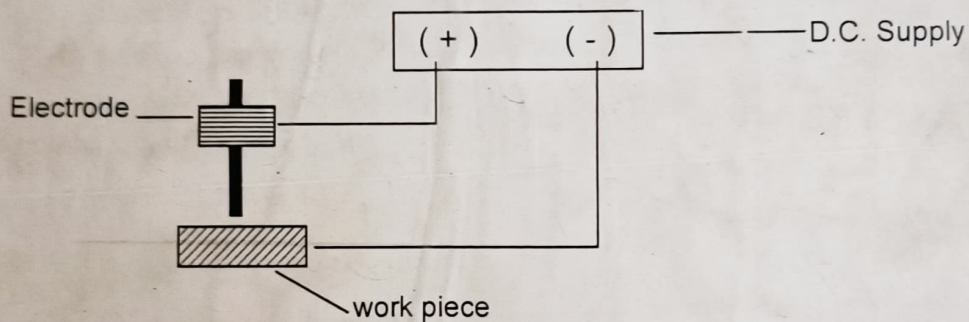 ( + ) ( - )
D.C. Supply
Electrode
work piece